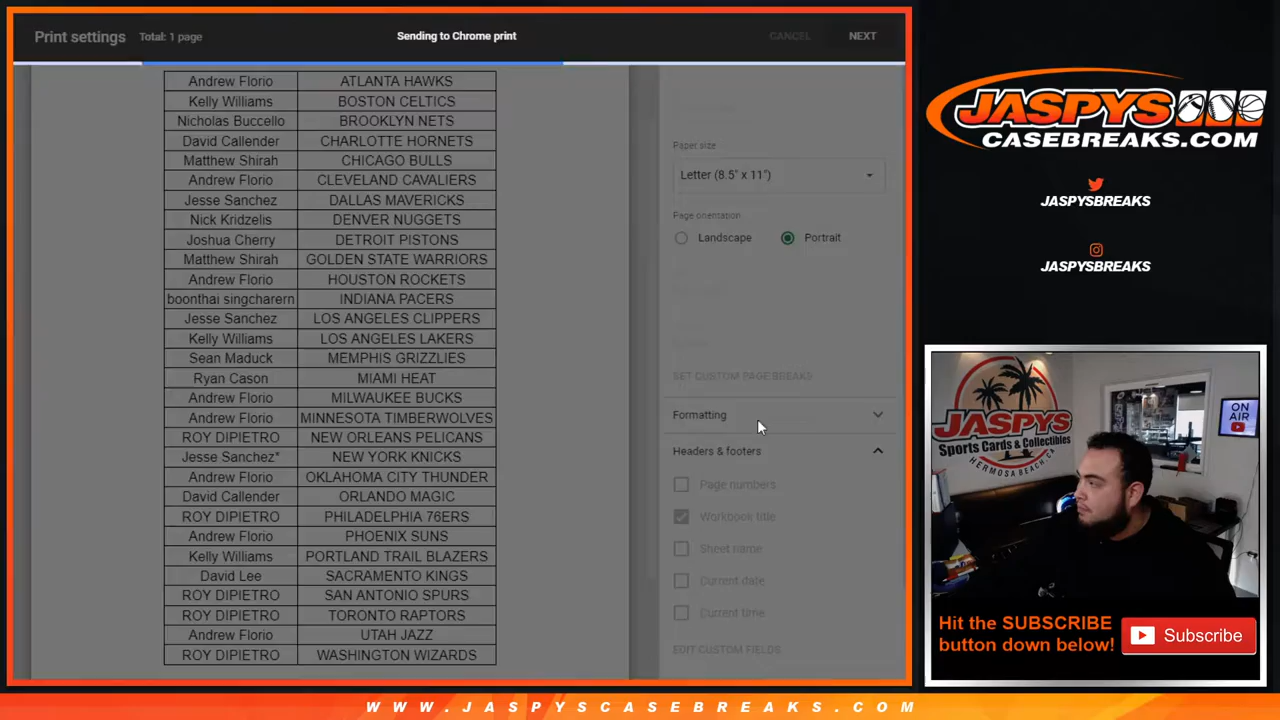 Print settings Total: 1 page Sending to Chrome print CANCEL NEXT
Andrew Florio ATLANTA HAWKS
Kelly Williams BOSTON CELTICS
Nicholas Buccello BROOKLYN NETS
David Callender CHARLOTTE HORNETS
Matthew Shirah CHICAGO BULLS
Andrew Florio CLEVELAND CAVALIERS
Jesse Sanchez DALLAS MAVERICKS
Nick Kridzelis DENVER NUGGETS
Joshua Cherry DETROIT PISTONS
Matthew Shirah GOLDEN STATE WARRIORS
Andrew Florio HOUSTON ROCKETS
boonthai singcharern INDIANA PACERS
Jesse Sanchez LOS ANGELES CLIPPERS
Kelly Williams LOS ANGELES LAKERS
Sean Maduck MEMPHIS GRIZZLIES
Ryan Cason MIAMI HEAT
Andrew Florio MILWAUKEE BUCKS
Andrew Florio MINNESOTA TIMBERWOLVES
ROY DIPIETRO NEW ORLEANS PELICANS
Jesse Sanchez* NEW YORK KNICKS
Andrew Florio OKLAHOMA CITY THUNDER
David Callender ORLANDO MAGIC
ROY DIPIETRO PHILADELPHIA 76ERS
Andrew Florio PHOENIX SUNS
Kelly Williams PORTLAND TRAIL BLAZERS
David Lee SACRAMENTO KINGS
ROY DIPIETRO SAN ANTONIO SPURS
ROY DIPIETRO TORONTO RAPTORS
Andrew Florio UTAH JAZZ
ROY DIPIETRO WASHINGTON WIZARDS
Paper size
Letter (8.5" x 11")
Page orientation
Landscape Portrait
SET CUSTOM PAGE BREAKS
Formatting
Headers & footers
Page numbers
Workbook title
Sheet name
Current date
Current time
EDIT CUSTOM FIELDS
JASPYS
CASEBREAKS.COM
JASPYSBREAKS
JASPYSBREAKS
JASPYS
Sports Cards & Collectibles
HERMOSA BEACH, CA
ON
AIR
Hit the SUBSCRIBE
button down below!
Subscribe
WWW.JASPYSCASEBREAKS.COM